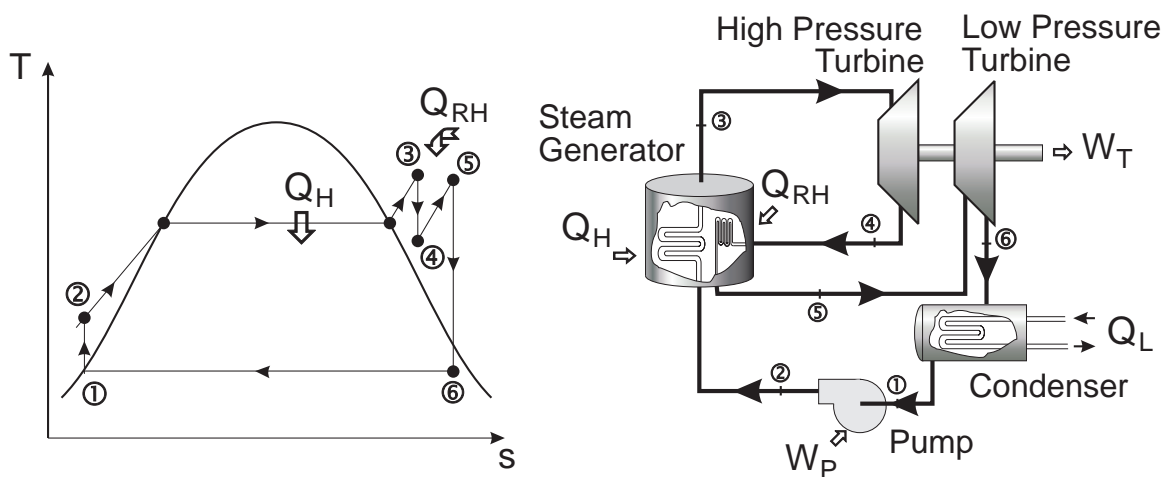 T
Q_RH
③
⑤
Q_H
②
④
①
⑥
s
High Pressure
Turbine
Low Pressure
Turbine
Steam
Generator
③
W_T
Q_RH
Q_H
④
⑥
⑤
Q_L
②
①
Condenser
Pump
W_P